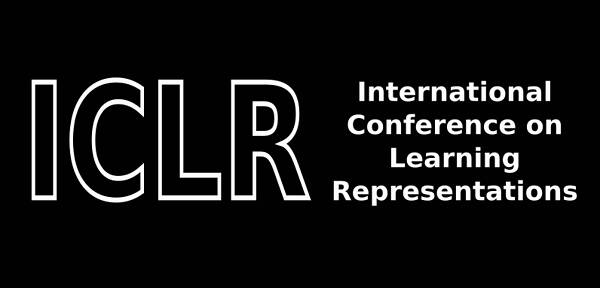 ICLR
International
Conference on
Learning
Representations